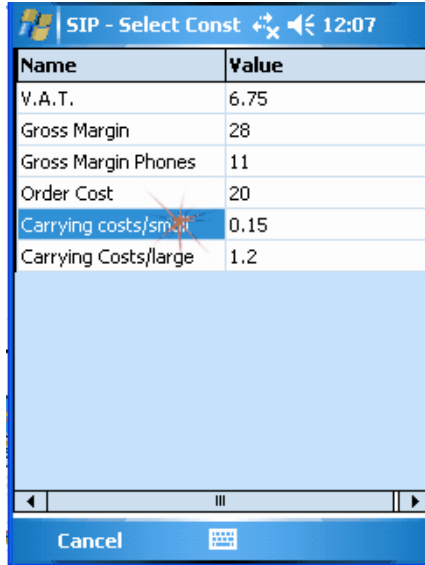 SIP - Select Const 12:07
Name Value
V.A.T. 6.75
Gross Margin 28
Gross Margin Phones 11
Order Cost 20
Carrying costs/small 0.15
Carrying Costs/large 1.2
Cancel